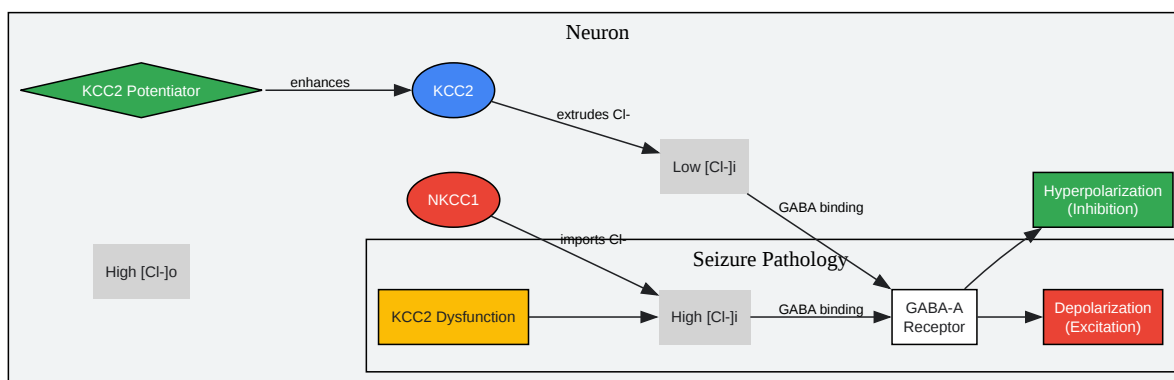 Neuron
KCC2 Potentiator
enhances
KCC2
extrudes Cl-
Low [Cl-]i
NKCC1
imports Cl-
GABA binding
Hyperpolarization
(Inhibition)
High [Cl-]o
Seizure Pathology
KCC2 Dysfunction
High [Cl-]i
GABA binding
GABA-A
Receptor
Depolarization
(Excitation)